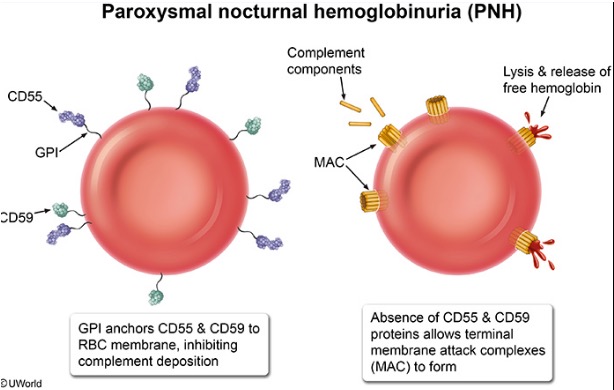 Paroxysmal nocturnal hemoglobinuria (PNH)
CD55
GPI
CD59
GPI anchors CD55 & CD59 to
RBC membrane, inhibiting
complement deposition
Complement
components
Lysis & release of
free hemoglobin
MAC
Absence of CD55 & CD59
proteins allows terminal
membrane attack complexes
(MAC) to form
©UWorld